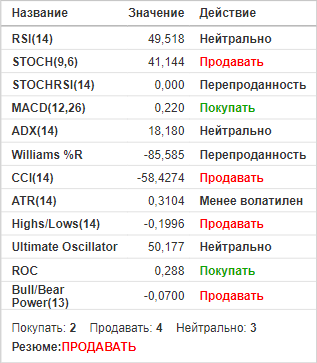 Название Значение Действие
RSI(14) 49,518 Нейтрально
STOCH(9,6) 41,144 Продавать
STOCHRSI(14) 0,000 Перепроданность
MACD(12,26) 0,220 Покупать
ADX(14) 18,180 Нейтрально
Williams %R -85,585 Перепроданность
CCI(14) -58,4274 Продавать
ATR(14) 0,3104 Менее волатилен
Highs/Lows(14) -0,1996 Продавать
Ultimate Oscillator 50,177 Нейтрально
ROC 0,288 Покупать
Bull/Bear
Power(13) -0,0700 Продавать
Покупать: 2 Продавать: 4 Нейтрально: 3
Резюме:ПРОДАВАТЬ